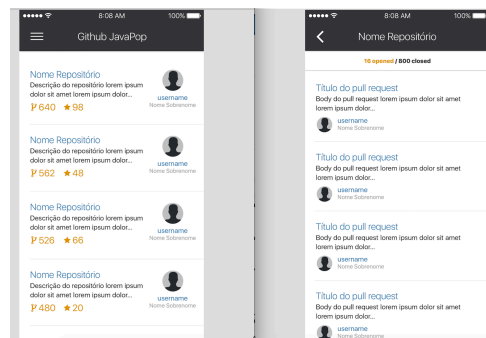 8:08 AM 100%
Github JavaPop
Nome Repositório
Descrição do repositório lorem ipsum
dolor sit amet lorem ipsum dolor...
640 98
username
Nome Sobrenome
Nome Repositório
Descrição do repositório lorem ipsum
dolor sit amet lorem ipsum dolor...
562 48
username
Nome Sobrenome
Nome Repositório
Descrição do repositório lorem ipsum
dolor sit amet lorem ipsum dolor...
526 66
username
Nome Sobrenome
Nome Repositório
Descrição do repositório lorem ipsum
dolor sit amet lorem ipsum dolor...
480 20
username
Nome Sobrenome
8:08 AM 100%
Nome Repositório
16 opened / 800 closed
Título do pull request
Body do pull request lorem ipsum dolor sit amet
lorem ipsum dolor...
username
Nome Sobrenome
Título do pull request
Body do pull request lorem ipsum dolor sit amet
lorem ipsum dolor...
username
Nome Sobrenome
Título do pull request
Body do pull request lorem ipsum dolor sit amet
lorem ipsum dolor...
username
Nome Sobrenome
Título do pull request
Body do pull request lorem ipsum dolor sit amet
lorem ipsum dolor...
username
Nome Sobrenome